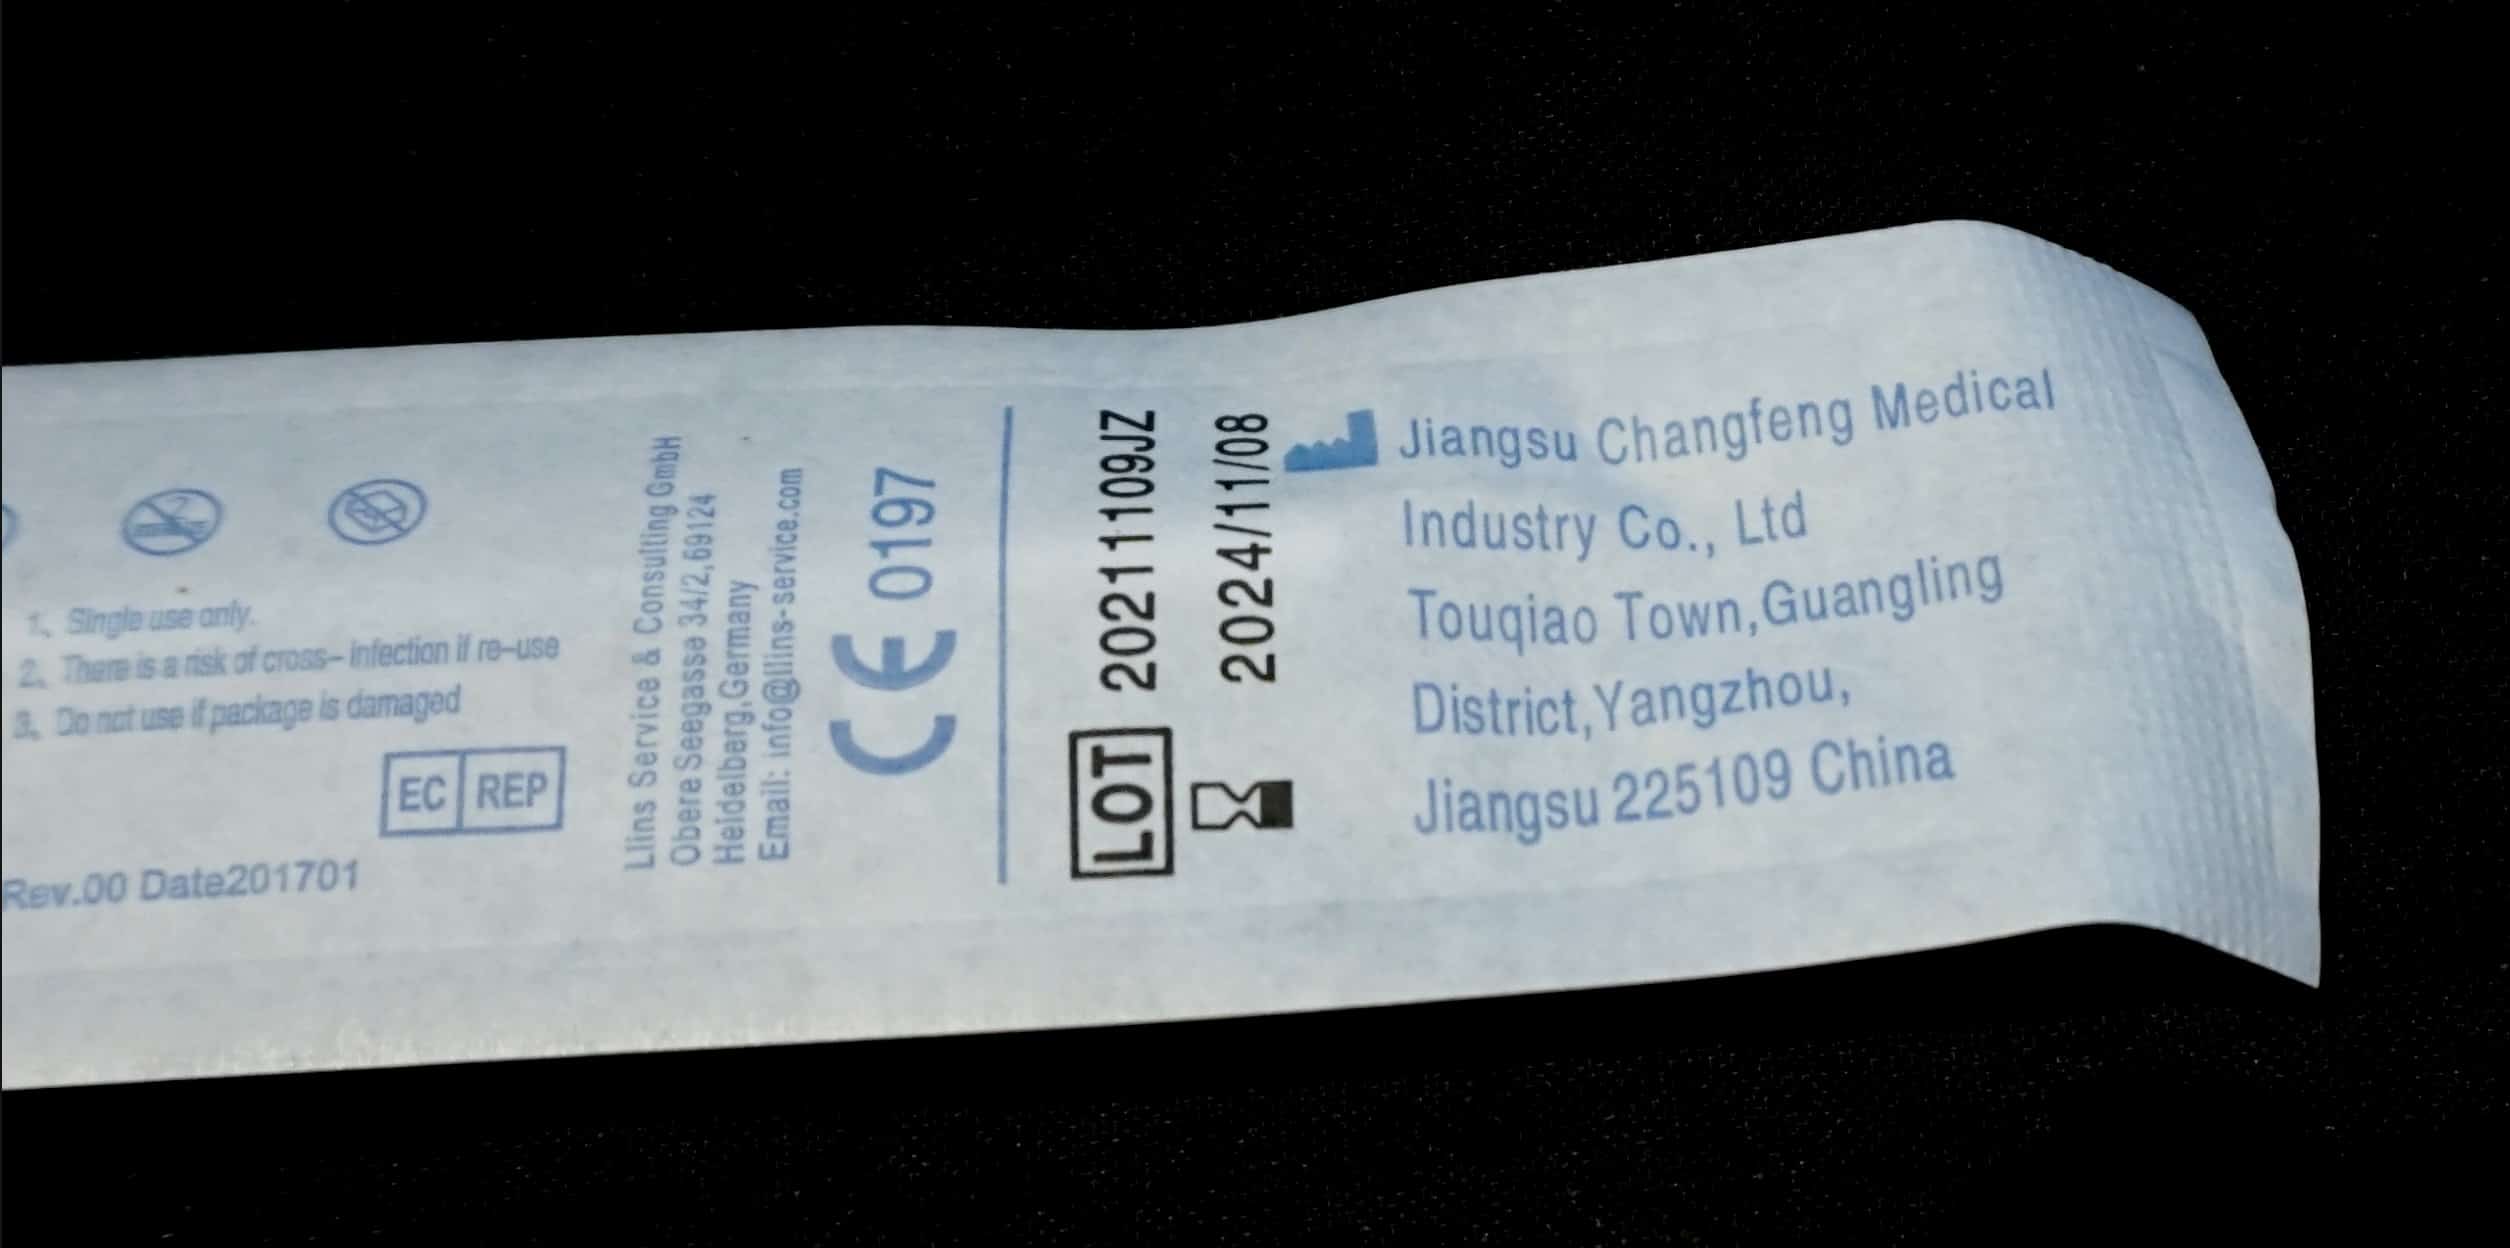 1、Single use only.
2、There is a risk of cross-infection if re-use
3、Do not use if package is damaged
EC REP
Rev.00 Date201701
Llins Service & Consulting GmbH
Obere Seegasse 34/2,69124
Heidelberg,Germany
Email: info@llins-service.com
CE 0197
LOT 20211109JZ
2024/11/08
Jiangsu Changfeng Medical
Industry Co., Ltd
Touqiao Town,Guangling
District,Yangzhou,
Jiangsu 225109 China